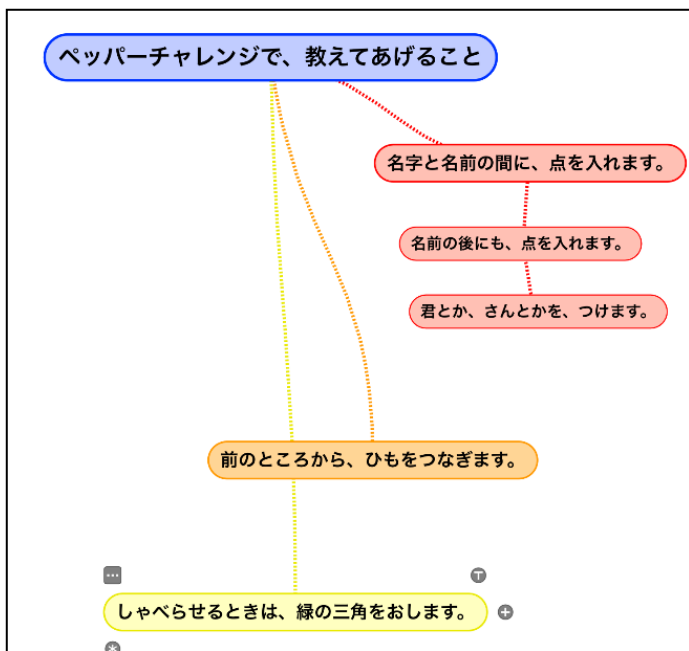 ペッパーチャレンジで、教えてあげること
名字と名前の間に、点を入れます。
名前の後にも、点を入れます。
君とか、さんとかを、つけます。
前のところから、ひもをつなぎます。
しゃべらせるときは、緑の三角をおします。